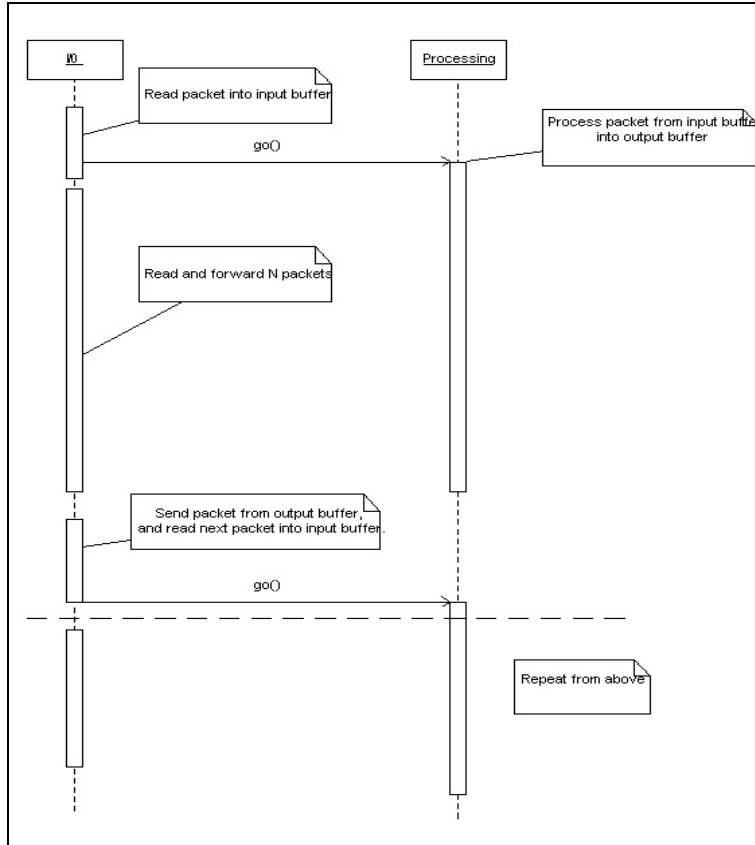 I/O
Processing
Read packet into input buffer
Process packet from input buffe
into output buffer
go()
Read and forward N packets
Send packet from output buffer,
and read next packet into input buffer.
go()
Repeat from above